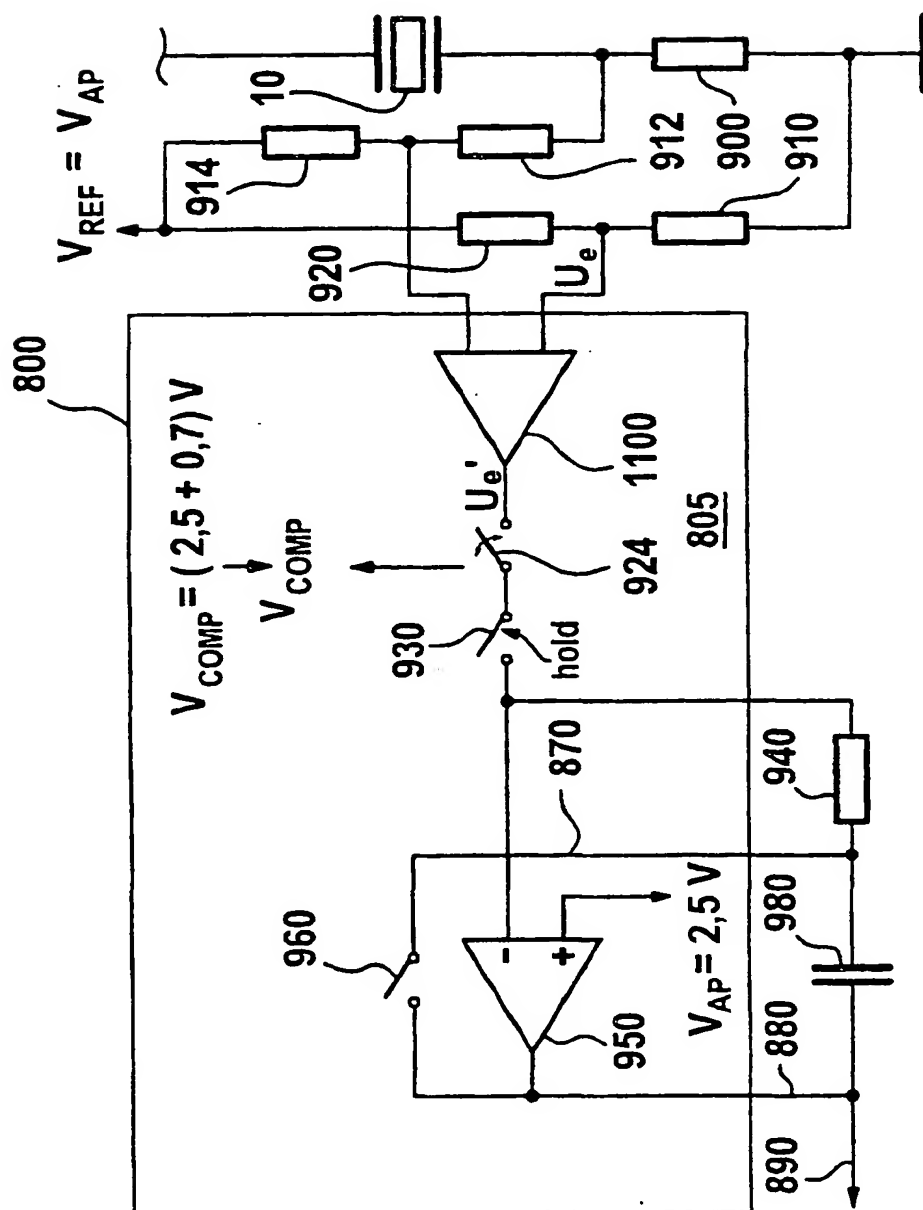 800
V_COMP = (2,5 + 0,7) V
V_COMP
V_REF = V_AP
10
914
920
912
900
910
U_e
U_e'
1100
924
930
hold
805
870
960
-
+
950
V_AP = 2,5 V
940
980
880
890